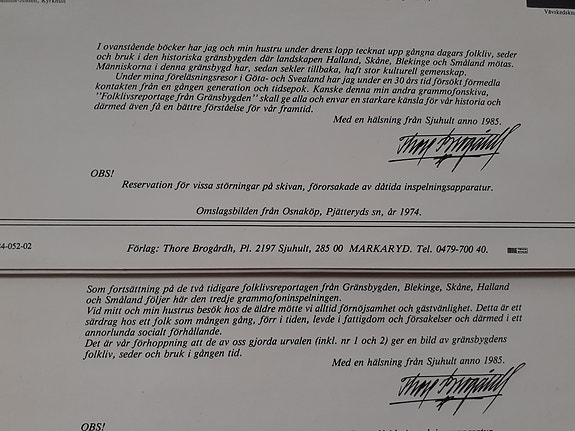 I ovanstående böcker har jag och min hustru under årens lopp tecknat upp gångna dagars folkliv, seder
och bruk i den historiska gränsbygden där landskapen Halland, Skåne, Blekinge och Småland mötas.
Människorna i denna gränsbygd har, sedan sekler tillbaka, haft stor kulturell gemenskap.
Under mina föreläsningsresor i Göta- och Svealand har jag under en 30 års tid försökt förmedla
kontakten från en gången generation och tidsepok. Kanske denna min andra grammofonskiva,
"Folklivsreportage från Gränsbygden" skall ge alla och envar en starkare känsla för vår historia och
därmed även få en bättre förståelse för vår framtid.
Med en hälsning från Sjuhult anno 1985.
OBS!
Reservation för vissa störningar på skivan, förorsakade av dåtida inspelningsapparatur.
Omslagsbilden från Osnaköp, Pjätteryds sn, år 1974.
4-052-02
Förlag: Thore Brogårdh, Pl. 2197 Sjuhult, 285 00 MARKARYD. Tel. 0479-700 40.
Som fortsättning på de två tidigare folklivsreportagen från Gränsbygden, Blekinge, Skåne, Halland
och Småland följer här den tredje grammofoninspelningen.
Vid mitt och min hustrus besök hos de äldre mötte vi alltid förnöjsamhet och gästvänlighet. Detta är ett
särdrag hos ett folk som mången gång, förr i tiden, levde i fattigdom och försakelser och därmed i ett
annorlunda socialt förhållande.
Det är vår förhoppning att de av oss gjorda urvalen (inkl. nr 1 och 2) ger en bild av gränsbygdens
folkliv, seder och bruk i gången tid.
Med en hälsning från Sjuhult anno 1985.
OBS!